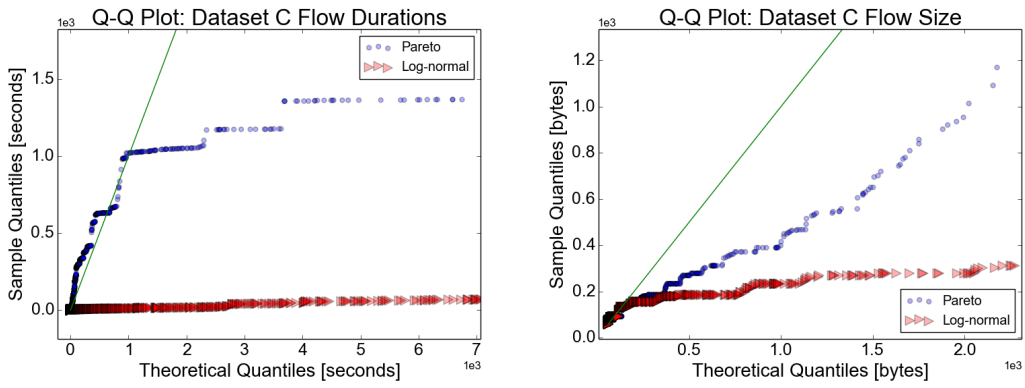 Q-Q Plot: Dataset C Flow Durations
1e3
Pareto
Log-normal
1.5
1.0
0.5
0.0
Sample Quantiles [seconds]
0 1 2 3 4 5 6 7
1e3
Theoretical Quantiles [seconds]
Q-Q Plot: Dataset C Flow Size
1e3
1.2
1.0
0.8
0.6
0.4
0.2
0.0
Sample Quantiles [bytes]
Pareto
Log-normal
0.5 1.0 1.5 2.0
1e3
Theoretical Quantiles [bytes]